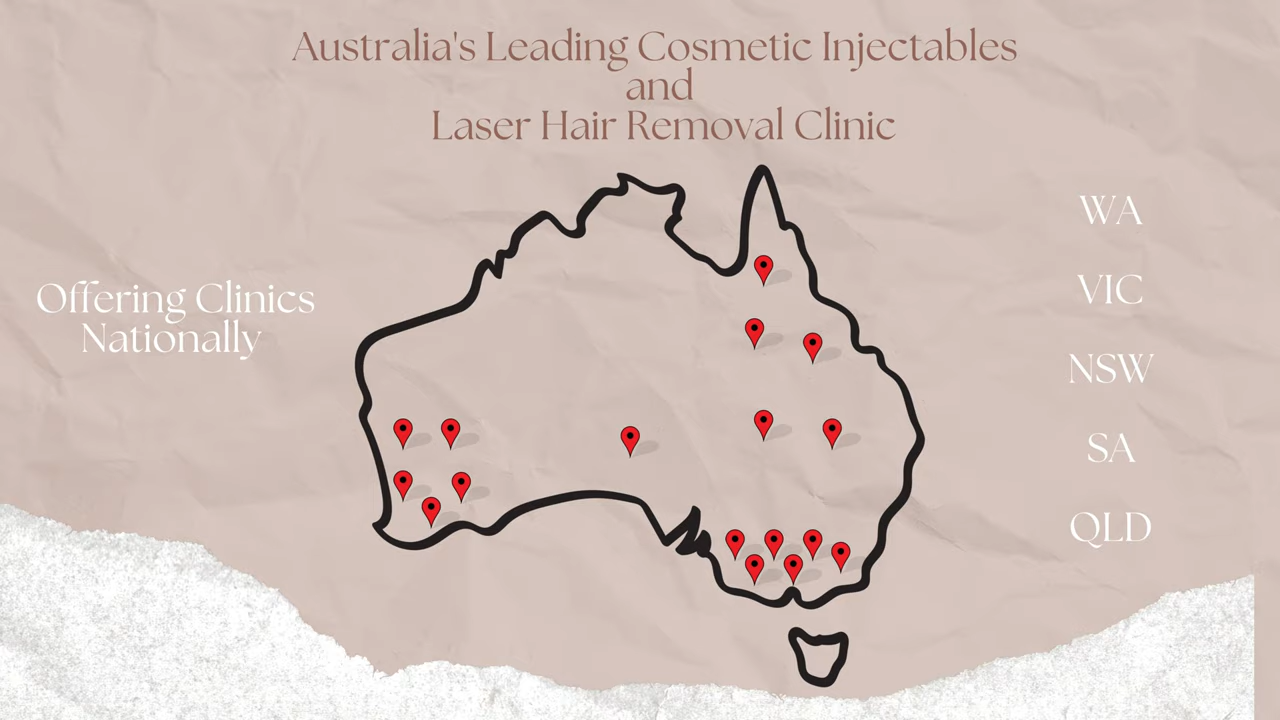 Australia's Leading Cosmetic Injectables
and
Laser Hair Removal Clinic
Offering Clinics
Nationally
WA
VIC
NSW
SA
QLD